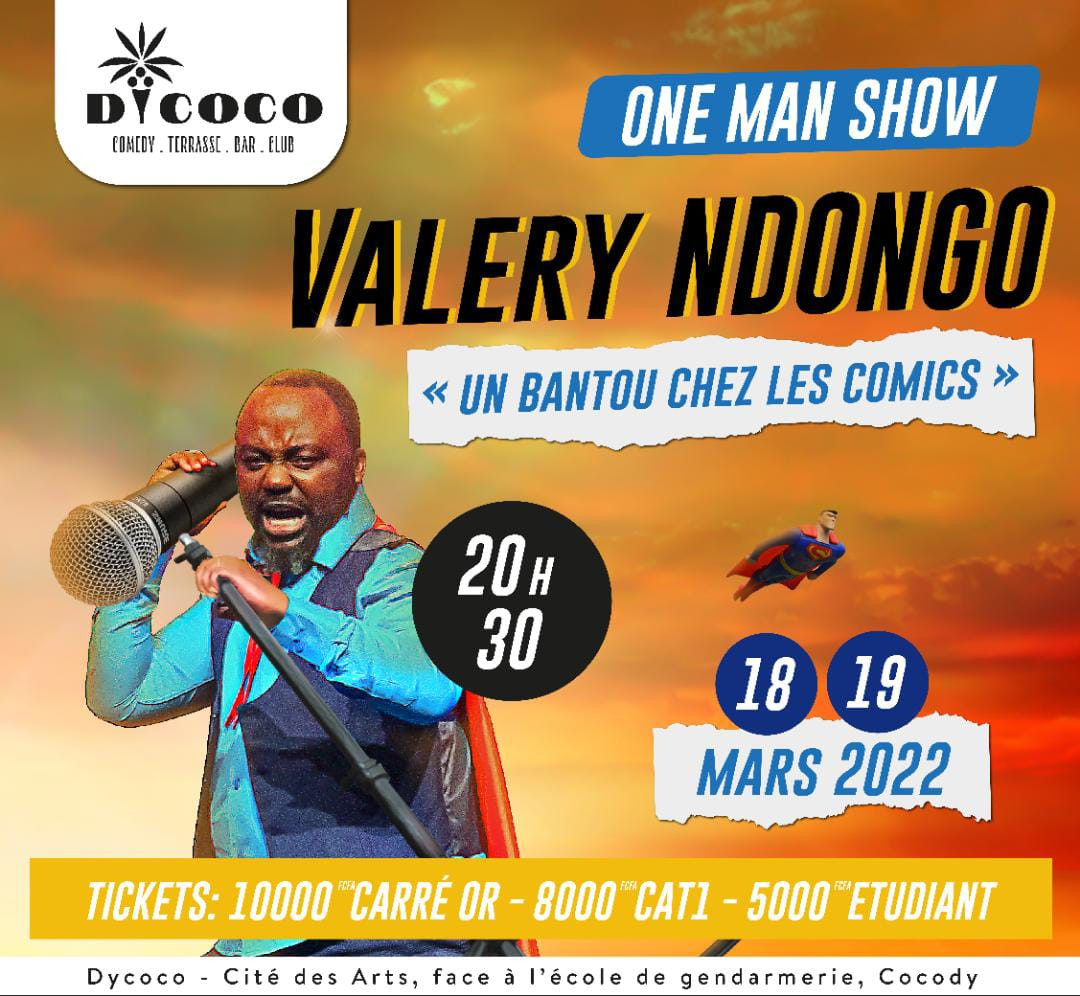 DYCOCO
COMEDY . TERRASSE . BAR . CLUB
ONE MAN SHOW
VALERY NDONGO
« UN BANTOU CHEZ LES COMICS »
20 H
30
18 19
MARS 2022
TICKETS: 10000 FCFA CARRÉ OR - 8000 FCFA CAT1 - 5000 FCFA ETUDIANT
Dycoco - Cité des Arts, face à l'école de gendarmerie, Cocody